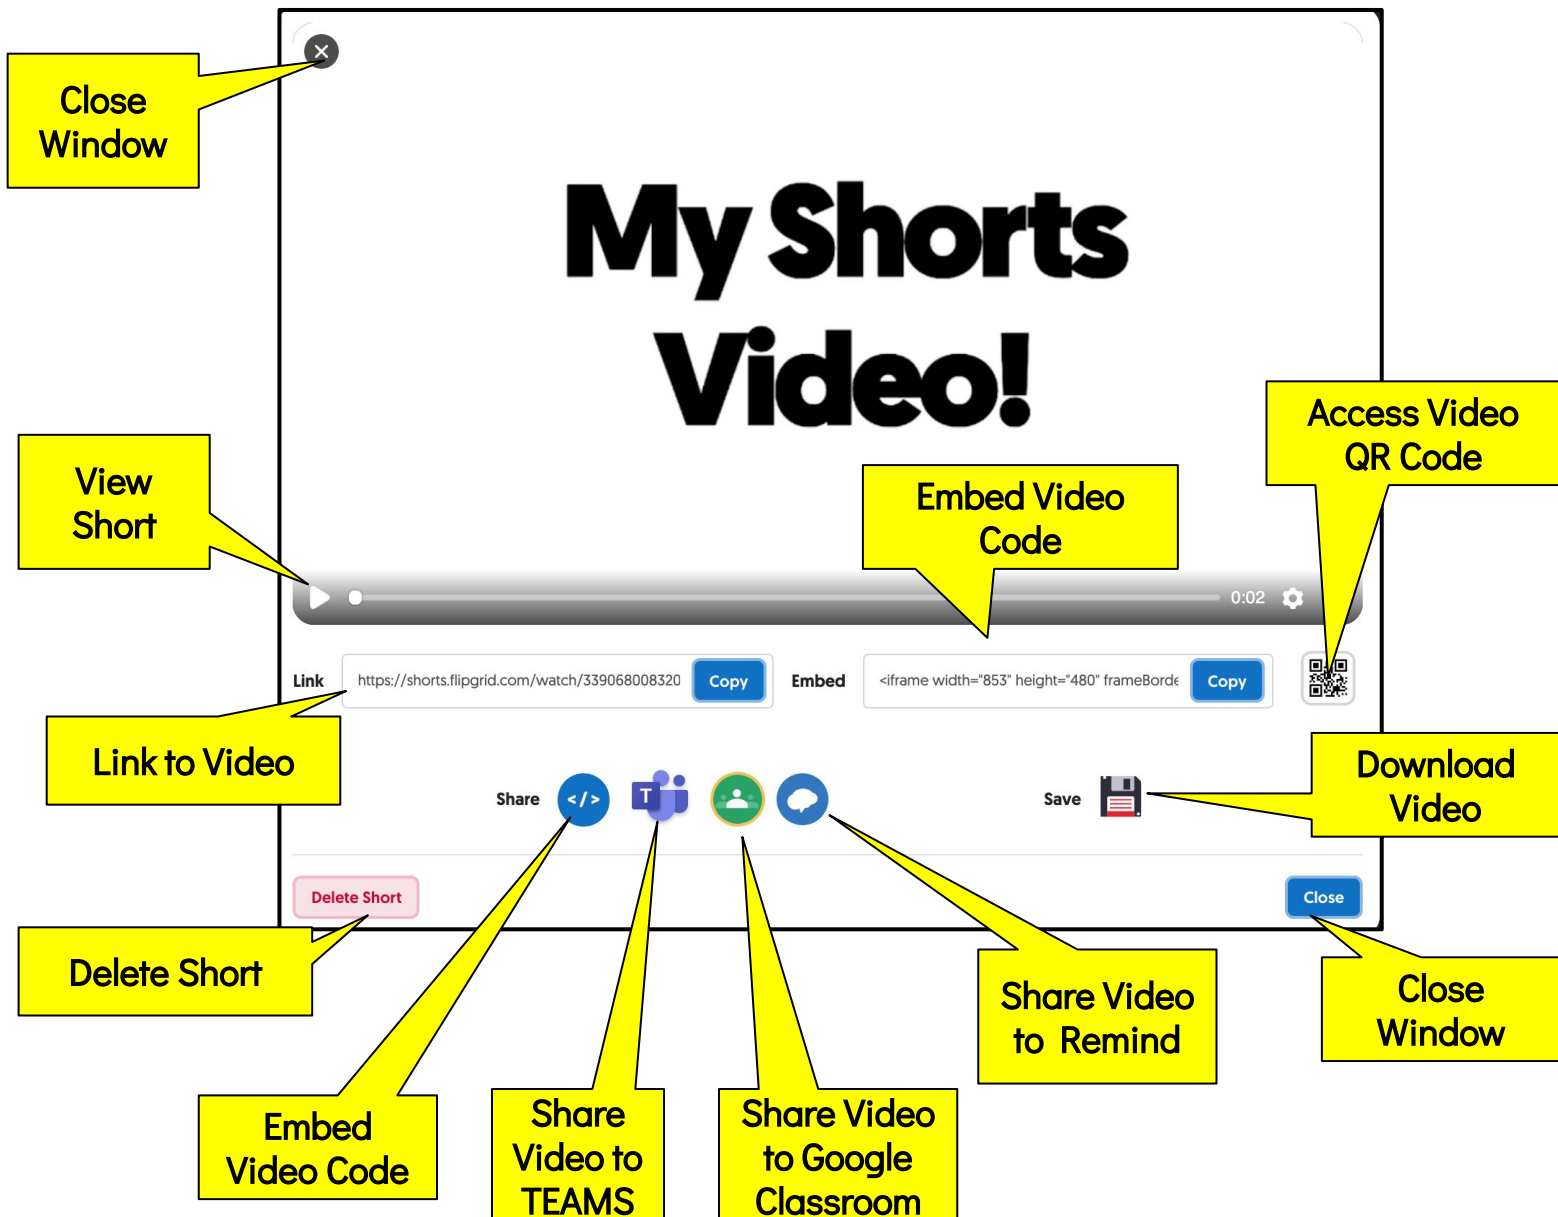 Close
Window
My Shorts
Video!
Access Video
QR Code
View
Short
Embed Video
Code
0:02
Link
https://shorts.flipgrid.com/watch/339068008320
Copy
Embed
<iframe width="853" height="480" frameBorde
Copy
Link to Video
Download
Video
Share
</>
T
Save
Delete Short
Close
Delete Short
Share Video
to Remind
Close
Window
Embed
Video Code
Share
Video to
TEAMS
Share Video
to Google
Classroom